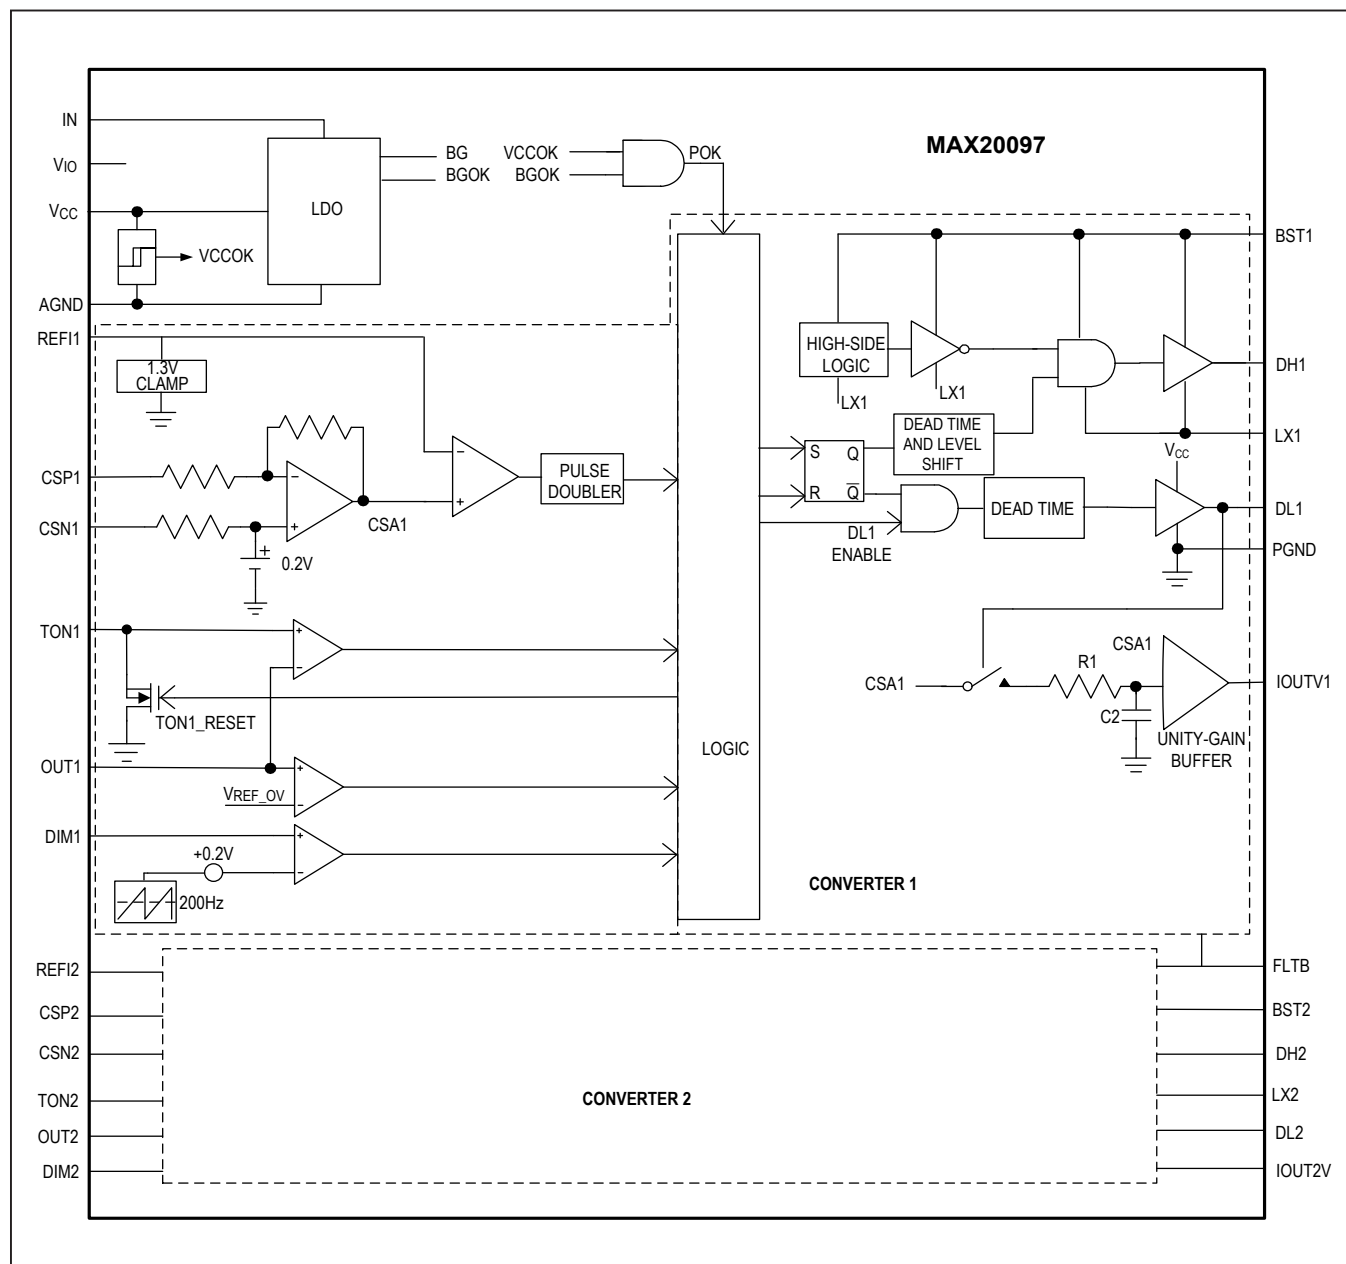 MAX20097
IN
VIO
VCC
AGND
LDO
BG
BGOK
VCCOK
VCCOK
BGOK
POK
REFI1
1.3V
CLAMP
CSP1
CSN1
-
+
+
0.2V
CSA1
-
+
PULSE
DOUBLER
TON1
+
-
TON1_RESET
OUT1
+
VREF_OV
-
DIM1
+
+0.2V
-
200Hz
LOGIC
BST1
HIGH-SIDE
LOGIC
LX1
LX1
DH1
LX1
DEAD TIME
AND LEVEL
SHIFT
S Q
R Q
DL1
ENABLE
DEAD TIME
VCC
DL1
PGND
CSA1
R1
C2
CSA1
UNITY-GAIN
BUFFER
IOUTV1
CONVERTER 1
REFI2
CSP2
CSN2
TON2
OUT2
DIM2
CONVERTER 2
FLTB
BST2
DH2
LX2
DL2
IOUT2V